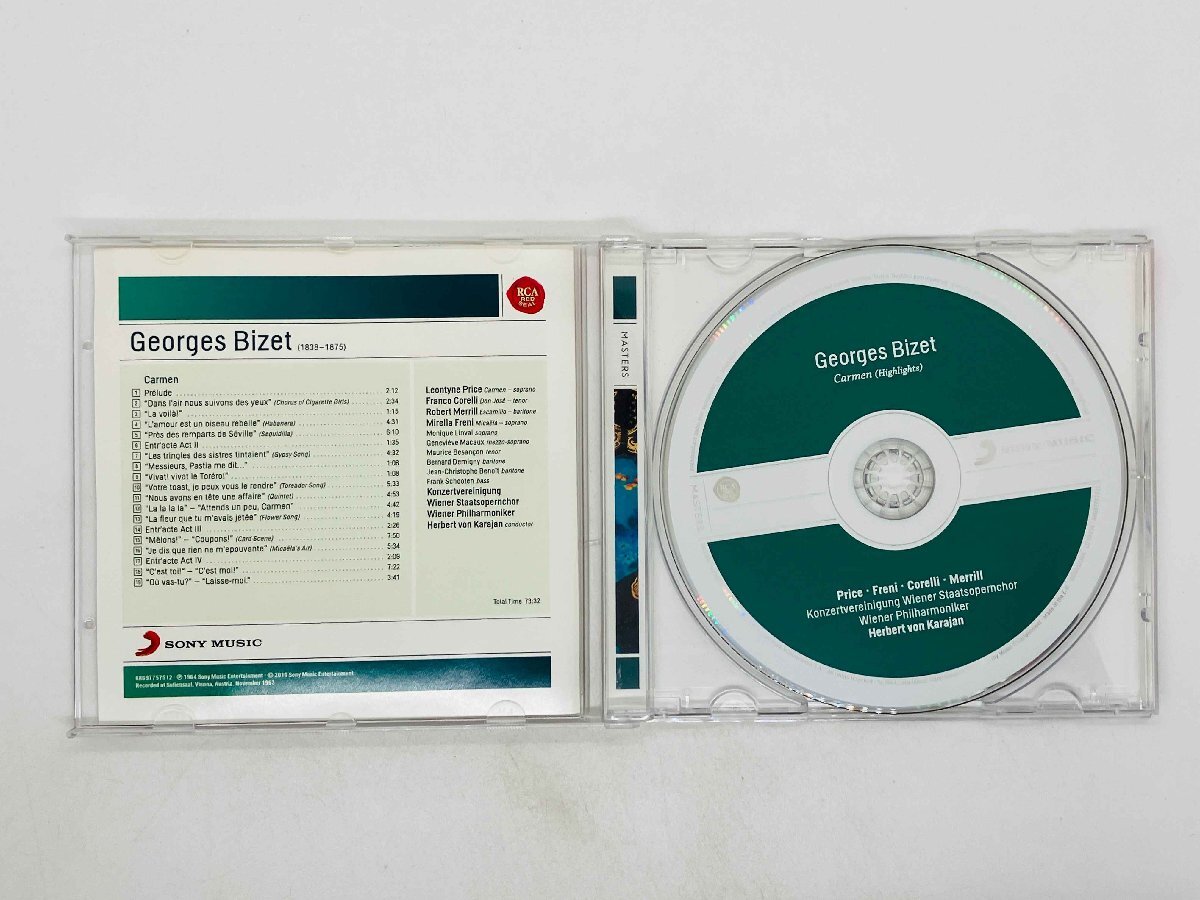 RCA
RED
SEAL
Georges Bizet (1838–1875)
Carmen
1 Prélude 2:12
2 "Dans l'air nous suivons des yeux" (Chorus of Cigarette Girls) 2:34
3 "La voilà!" 1:15
4 "L'amour est un oiseau rebelle" (Habanera) 4:31
5 "Près des remparts de Séville" (Seguidilla) 6:10
6 Entr'acte Act II 1:35
7 "Les tringles des sistres tintaient" (Gypsy Song) 4:32
8 "Messieurs, Pastia me dit..." 1:08
9 "Vivat! vivat le Toréro!" 1:08
10 "Votre toast, je peux vous le rendre" (Toreador Song) 5:33
11 "Nous avons en tête une affaire" (Quintet) 4:53
12 "La la la la" – "Attends un peu, Carmen" 4:42
13 "La fleur que tu m'avais jetée" (Flower Song) 4:19
14 Entr'acte Act III 2:26
15 "Mêlons!" – "Coupons!" (Card Scene) 7:50
16 "Je dis que rien ne m'epouvante" (Micaëla's Air) 5:34
17 Entr'acte Act IV 2:09
18 "C'est toi!" – "C'est moi!" 7:22
19 "Où vas-tu?" – "Laisse-moi." 3:41
Leontyne Price Carmen – soprano
Franco Corelli Don José – tenor
Robert Merrill Escamillo – baritone
Mirella Freni Micaëla – soprano
Monique Linval soprano
Geneviève Macaux mezzo-soprano
Maurice Besançon tenor
Bernard Demigny baritone
Jean-Christophe Benoît baritone
Frank Schooten bass
Konzertvereinigung
Wiener Staatsopernchor
Wiener Philharmoniker
Herbert von Karajan conductor
Total Time 73:32
SONY MUSIC
℗ 1964 Sony Music Entertainment · © 2010 Sony Music Entertainment
Recorded at Sofiensaal, Vienna, Austria, November 1963
MASTERS
Georges Bizet
Carmen (Highlights)
Price · Freni · Corelli · Merrill
Konzertvereinigung Wiener Staatsopernchor
Wiener Philharmoniker
Herbert von Karajan